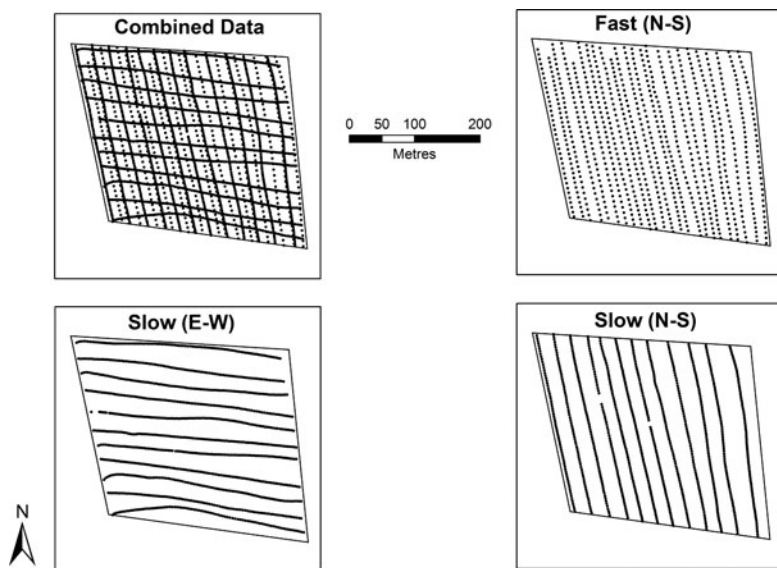 Combined Data
Fast (N-S)
0 50 100 200
Metres
Slow (E-W)
Slow (N-S)
N